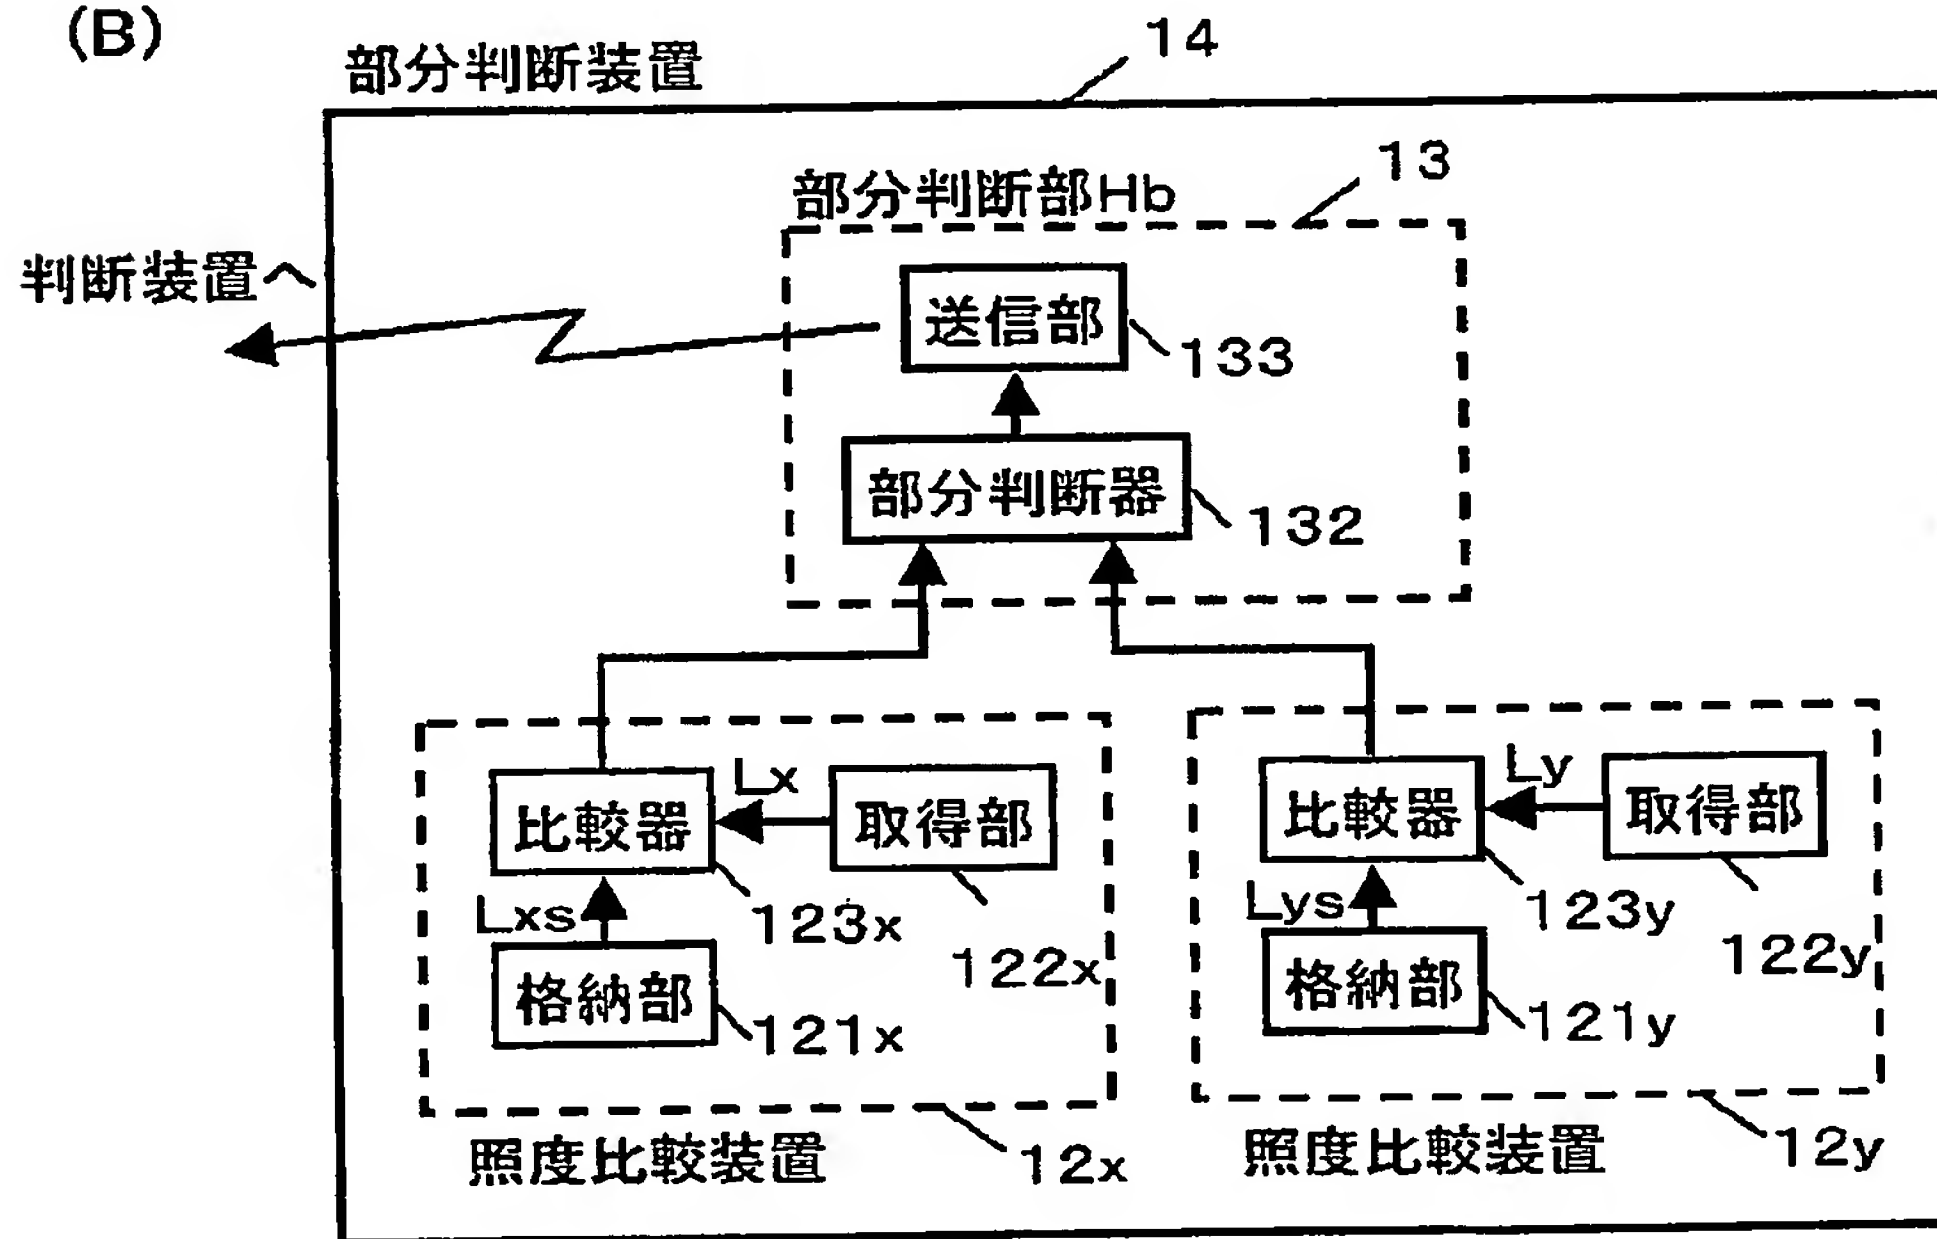 (B)
部分判断装置
14
部分判断部Hb
13
判断装置へ
送信部
133
部分判断器
132
比較器
Lx
取得部
123x
122x
Lxs
格納部
121x
照度比較装置
12x
比較器
Ly
取得部
123y
122y
Lys
格納部
121y
照度比較装置
12y